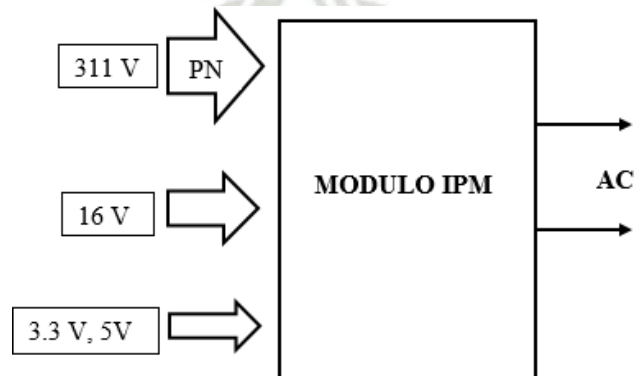 311 V
PN
16 V
3.3 V, 5V
MODULO IPM
AC